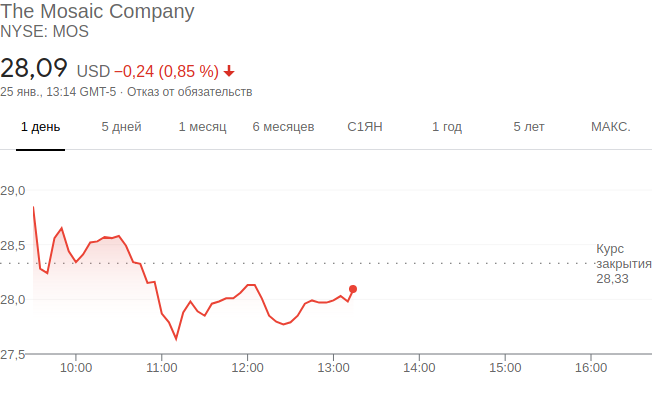 The Mosaic Company
NYSE: MOS
28,09 USD −0,24 (0,85 %)
25 янв., 13:14 GMT-5 · Отказ от обязательств
1 день 5 дней 1 месяц 6 месяцев С1ЯН 1 год 5 лет МАКС.
29,0
28,5
Курс
закрытия
28,33
28,0
27,5
10:00 11:00 12:00 13:00 14:00 15:00 16:00